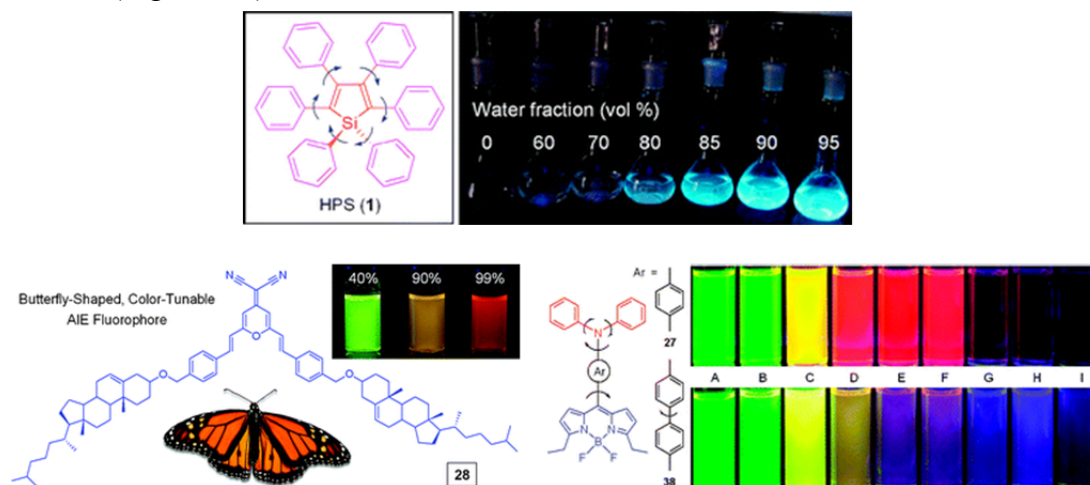 Si
HPS (1)
Water fraction (vol %)
0 60 70 80 85 90 95
N N
Butterfly-Shaped, Color-Tunable
AIE Fluorophore
O
O O
28
40% 90% 99%
Ar =
27
N
Ar
N N
B
F F
38
A B C D E F G H I